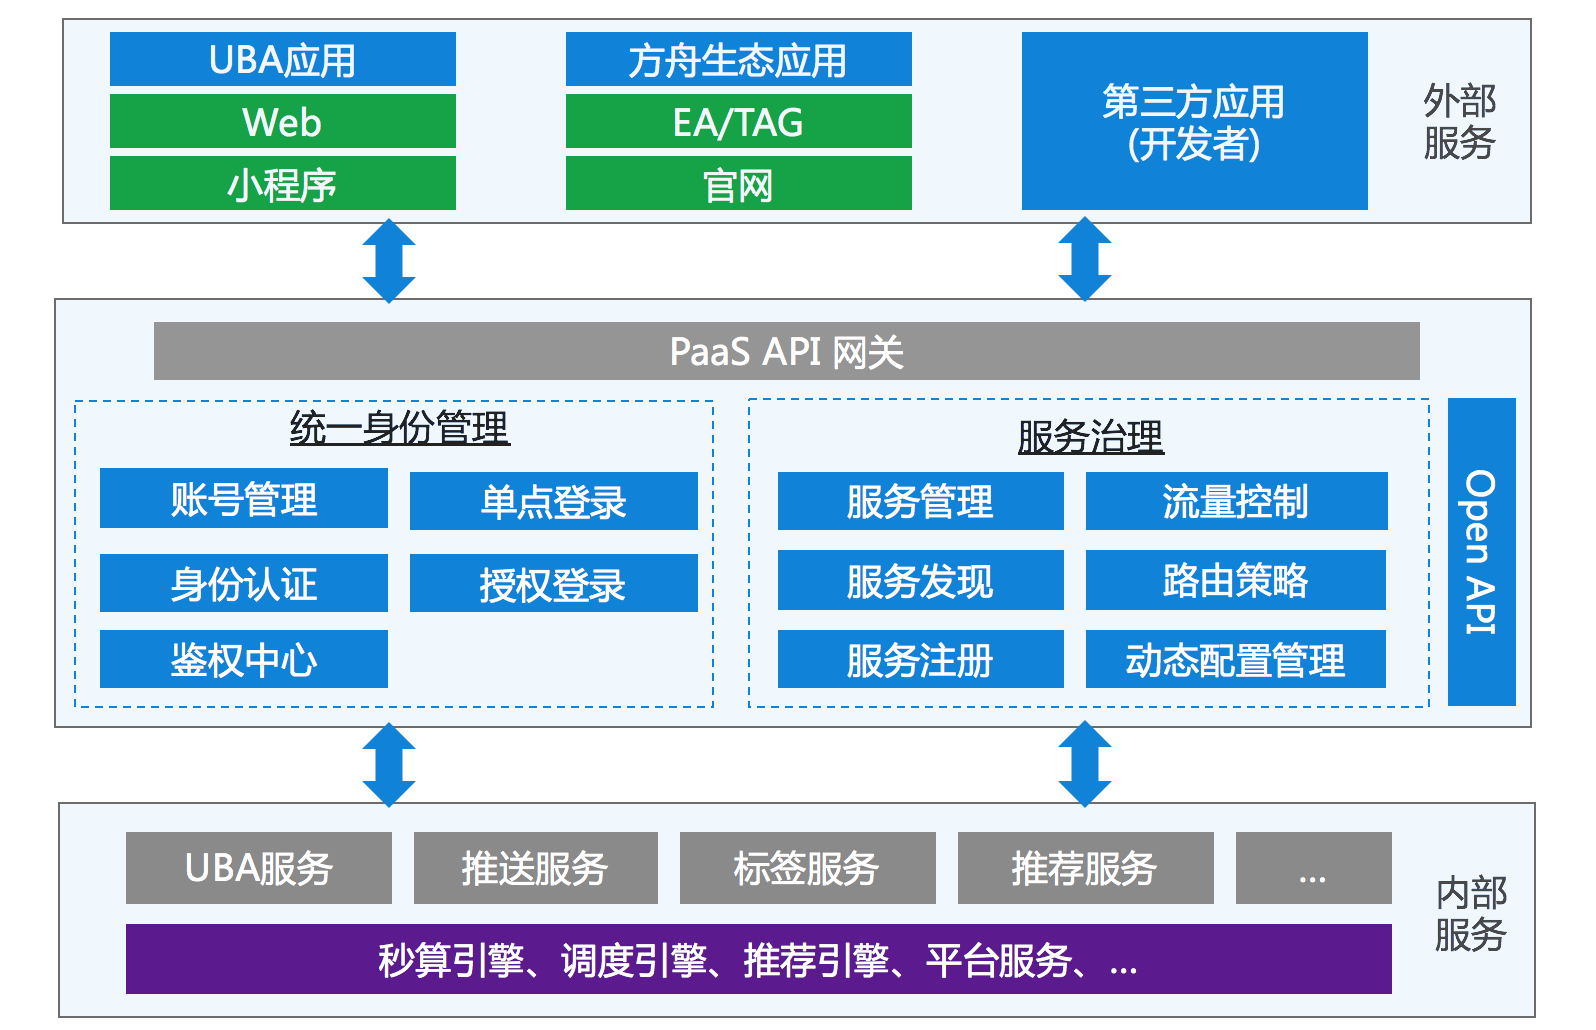 UBA应用
Web
小程序
方舟生态应用
EA/TAG
官网
第三方应用
(开发者)
外部
服务
PaaS API 网关
统一身份管理
账号管理
单点登录
身份认证
授权登录
鉴权中心
服务治理
服务管理
流量控制
服务发现
路由策略
服务注册
动态配置管理
Open API
UBA服务
推送服务
标签服务
推荐服务
...
秒算引擎、调度引擎、推荐引擎、平台服务、...
内部
服务